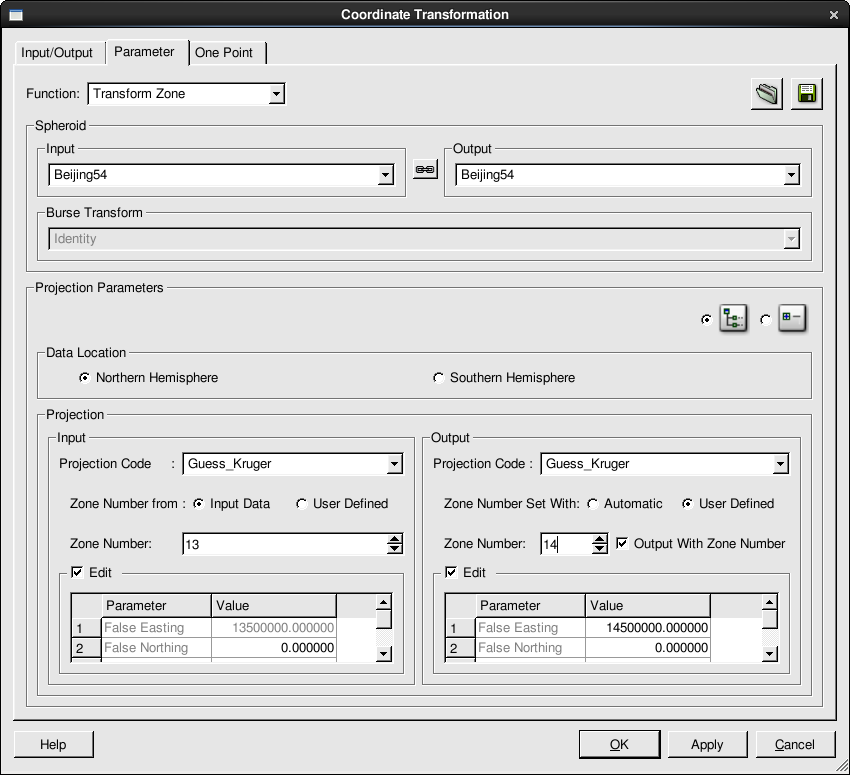 Coordinate Transformation
Input/Output Parameter One Point
Function: Transform Zone
Spheroid
Input Output
Beijing54 Beijing54
Burse Transform
Identity
Projection Parameters
Data Location
Northern Hemisphere Southern Hemisphere
Projection
Input Output
Projection Code : Guess_Kruger Projection Code : Guess_Kruger
Zone Number from : Input Data User Defined Zone Number Set With: Automatic User Defined
Zone Number: 13 Zone Number: 14 Output With Zone Number
Edit Edit
Parameter Value Parameter Value
1 False Easting 13500000.000000 1 False Easting 14500000.000000
2 False Northing 0.000000 2 False Northing 0.000000
Help OK Apply Cancel